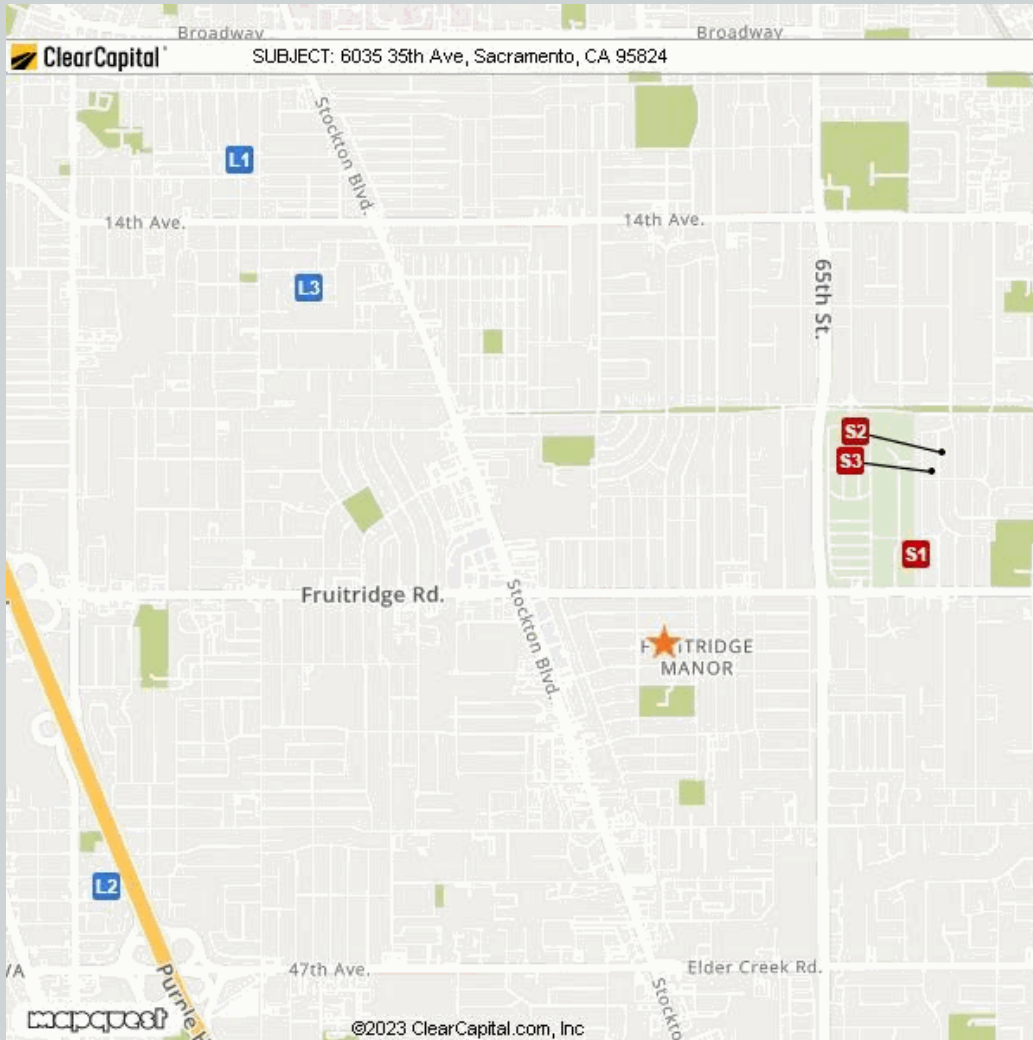 Broadway
Broadway
ClearCapital
SUBJECT: 6035 35th Ave, Sacramento, CA 95824
Stockton Blvd.
L1
14th Ave.
14th Ave.
L3
65th St.
S2
S3
S1
Fruitridge Rd.
Stockton Blvd.
MANOR
L2
47th Ave.
Elder Creek Rd.
mapquest
©2023 ClearCapital.com, Inc